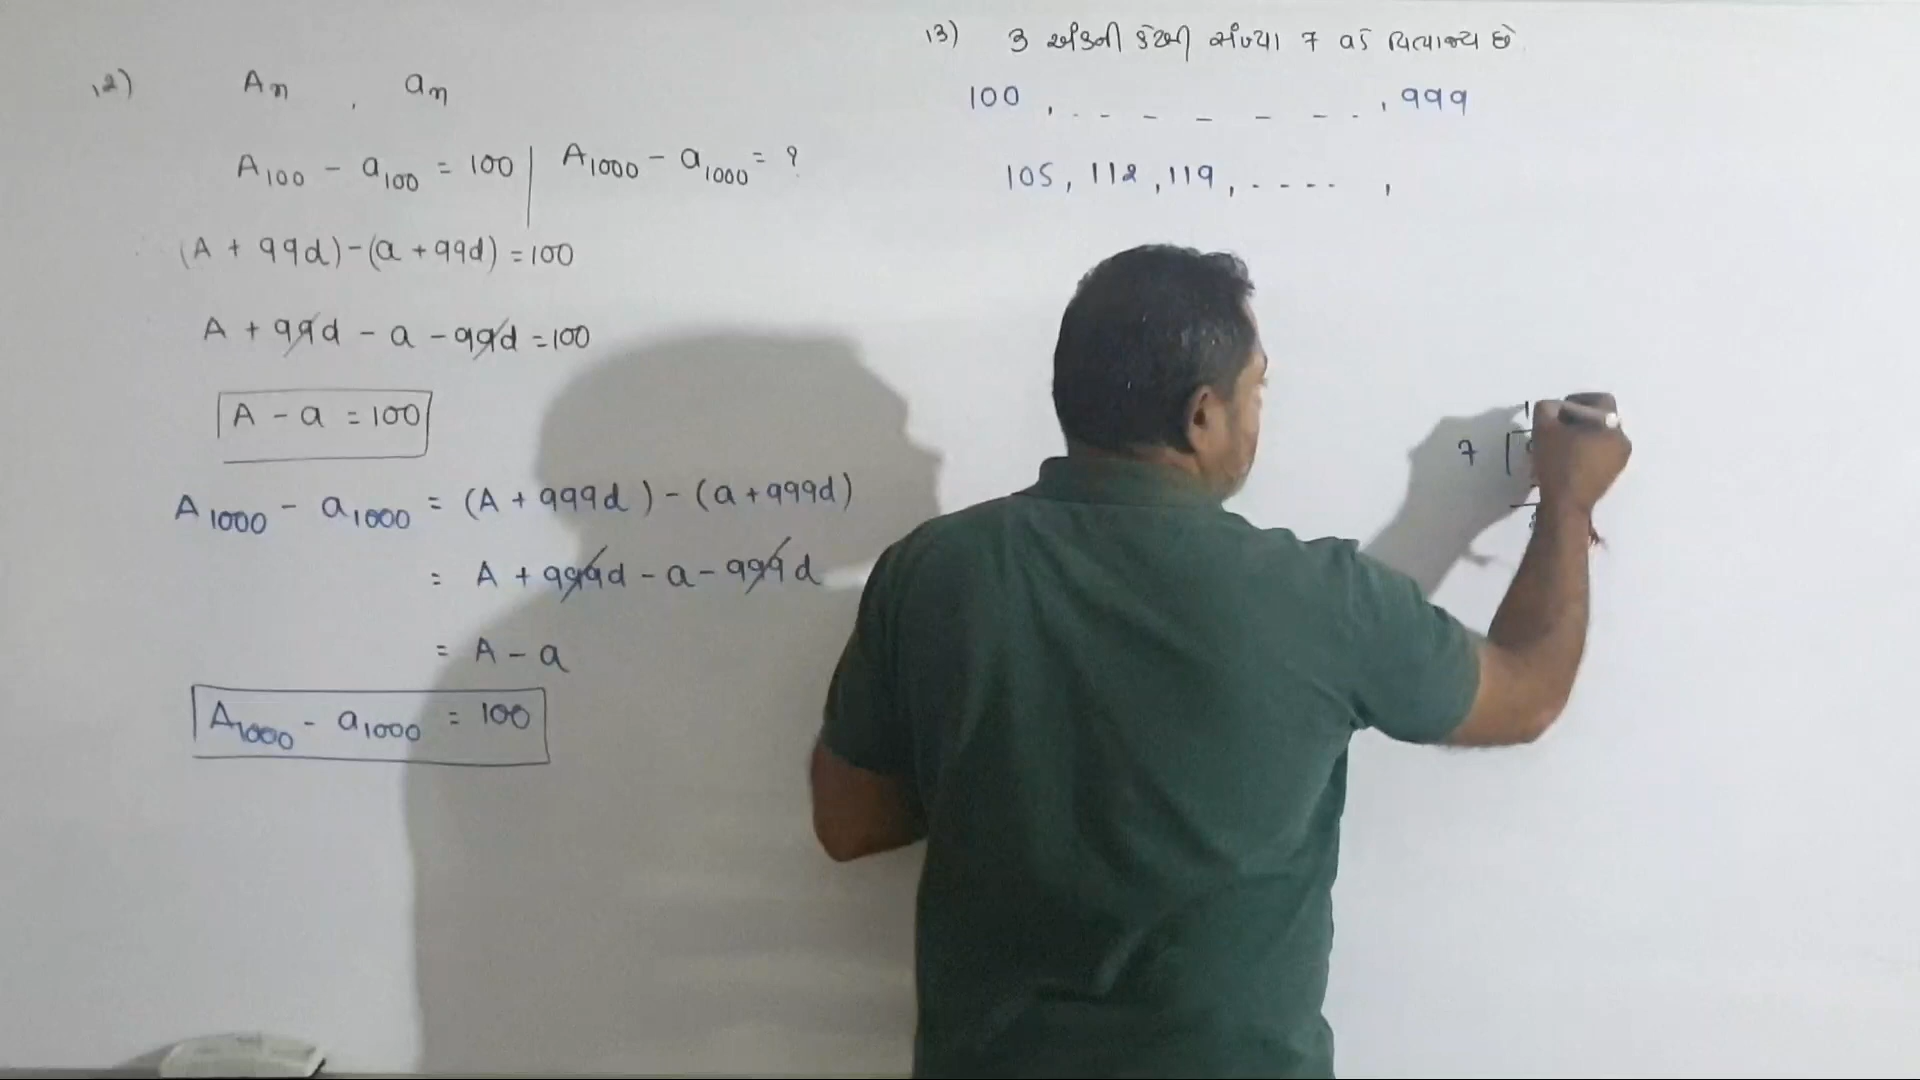 12) An , an
A100 - a100 = 100 | A1000 - a1000 = ?
(A + 99d) - (a + 99d) = 100
A + 99d - a - 99d = 100
A - a = 100
A1000 - a1000 = (A + 999d) - (a + 999d)
= A + 999d - a - 999d
= A - a
A1000 - a1000 = 100
13) 3 અંકની કેટલી સંખ્યા 7 વડે વિભાજ્ય છે
100 , - - - - - - - , 999
105, 112, 119, - - - - ,
7